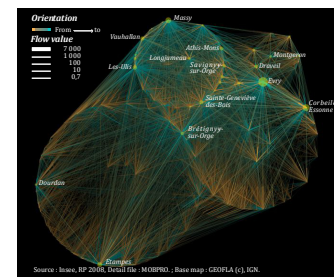 Orientation
From → to
Flow value
7 000
1 000
100
10
0,7
Massy
Vauhallan
Athis-Mons
Longjumeau
Savigny-
sur-Orge
Montgeron
Draveil
Les-Ulis
Evry
Sainte-Geneviève
des-Bois
Corbeil
Essonne
Brétigny-
sur-Orge
Dourdan
Etampes
Source : Insee, RP 2008, Detail file : MOBPRO. ; Base map : GEOFLA (c), IGN.